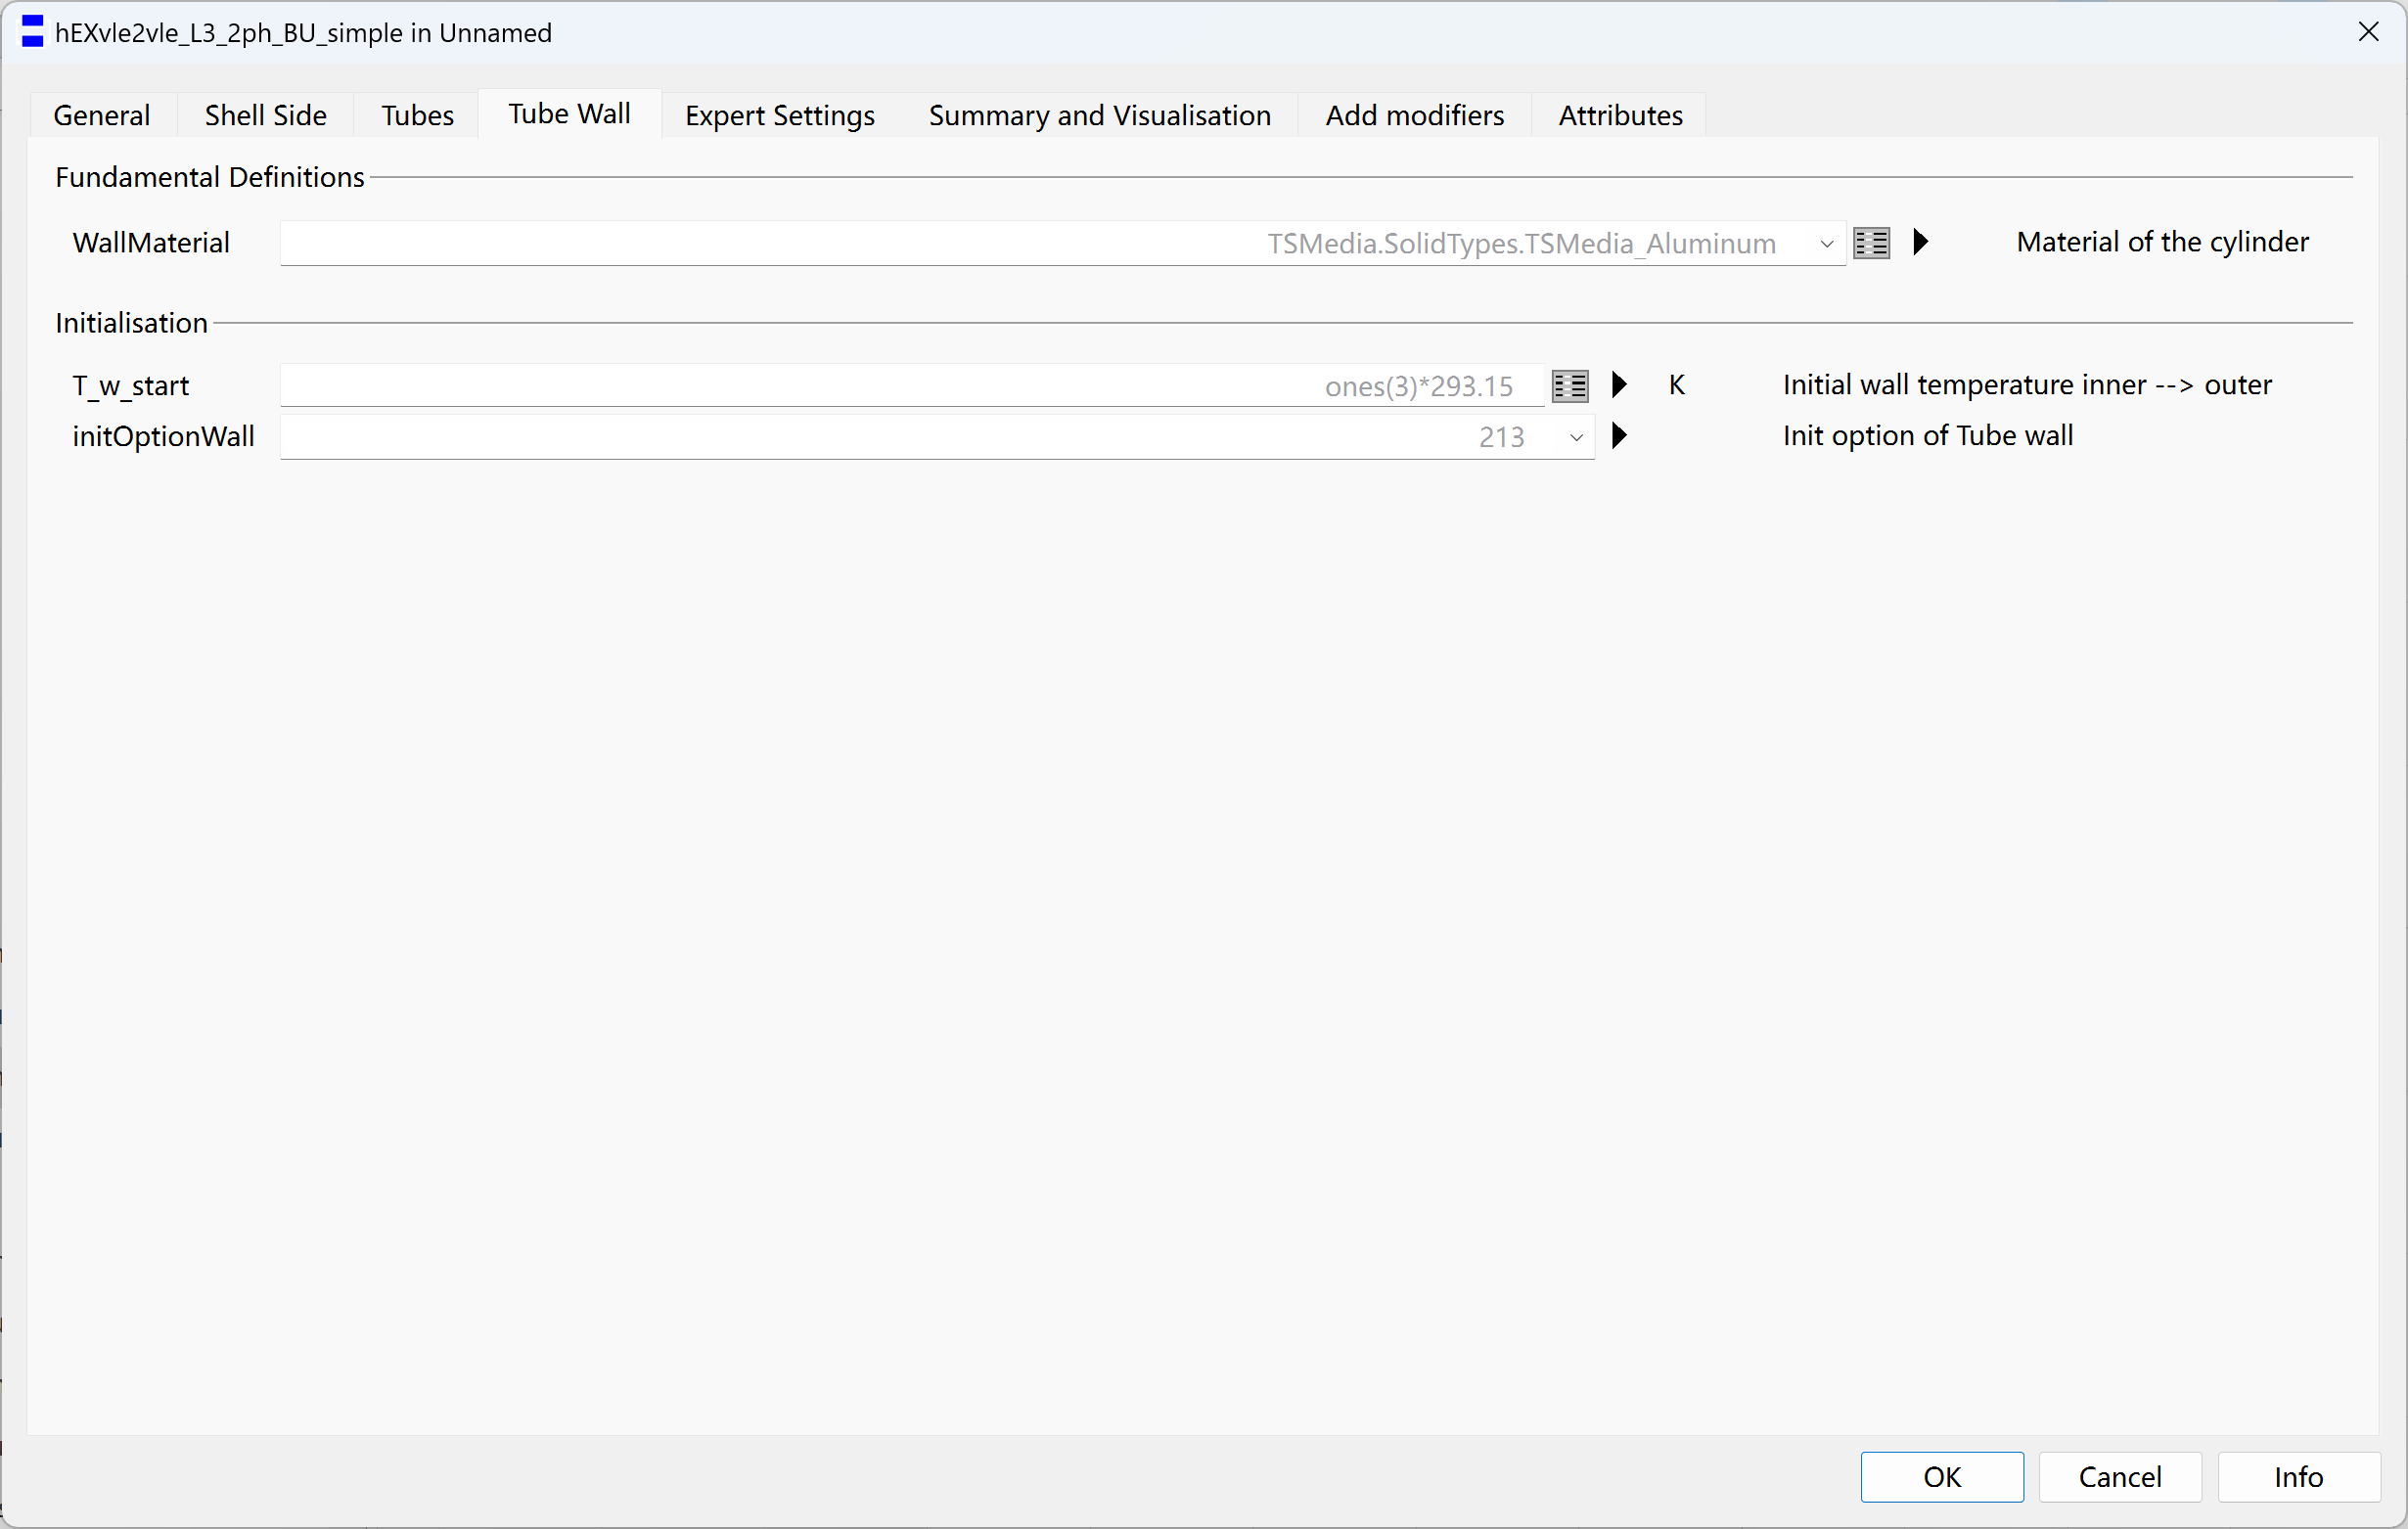 hEXvle2vle_L3_2ph_BU_simple in Unnamed
General Shell Side Tubes Tube Wall Expert Settings Summary and Visualisation Add modifiers Attributes
Fundamental Definitions
WallMaterial TSMedia.SolidTypes.TSMedia_Aluminum Material of the cylinder
Initialisation
T_w_start ones(3)*293.15 K Initial wall temperature inner --> outer
initOptionWall 213 Init option of Tube wall
OK Cancel Info